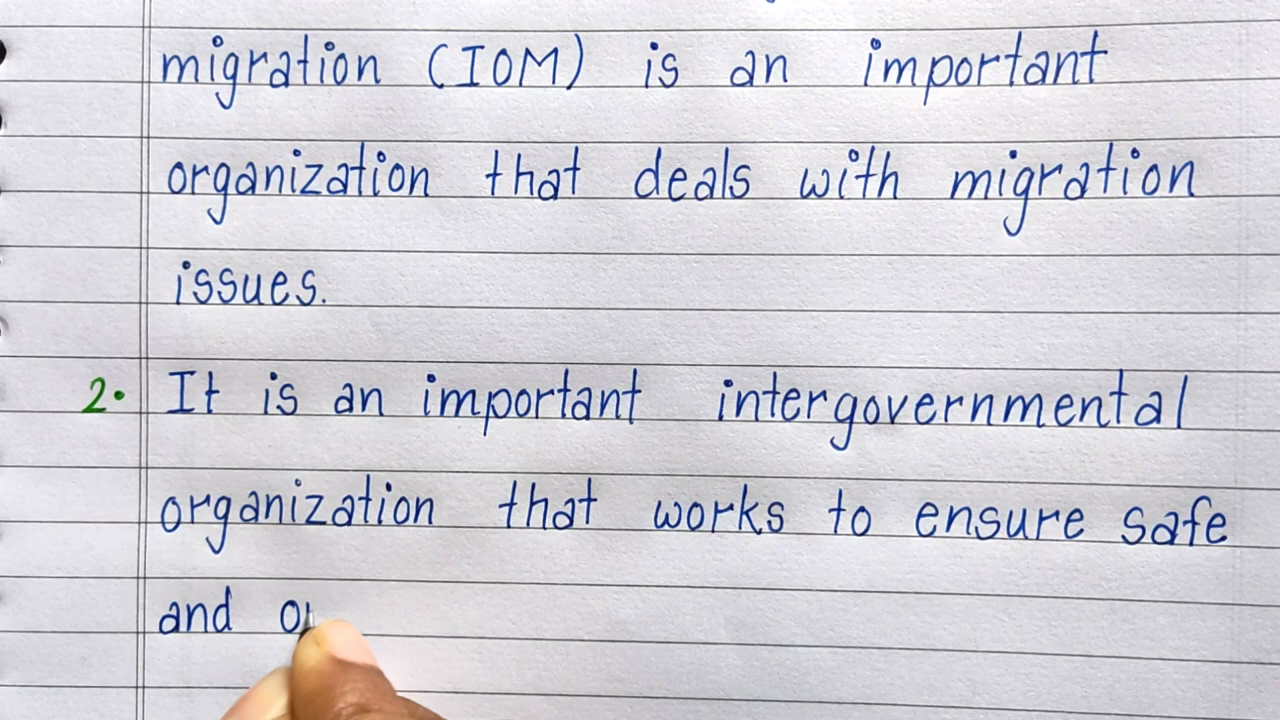 migration (IOM) is an important
organization that deals with migration
issues.
2. It is an important intergovernmental
organization that works to ensure safe
and